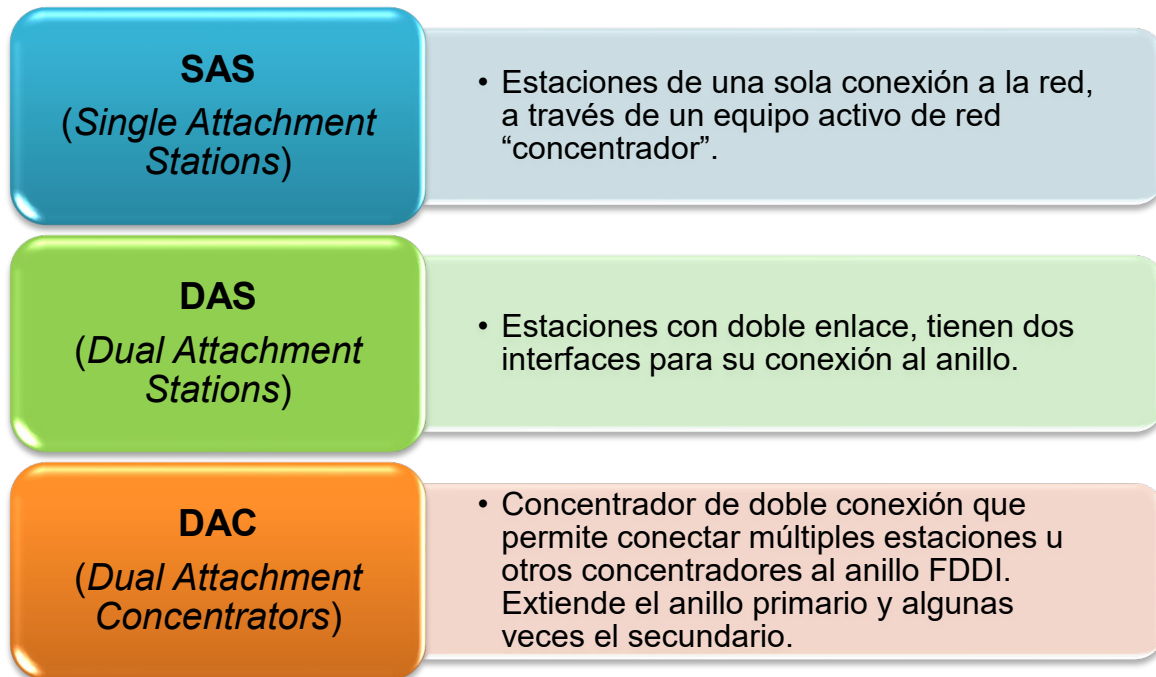 SAS
(Single Attachment
Stations)
• Estaciones de una sola conexión a la red,
a través de un equipo activo de red
“concentrador”.
DAS
(Dual Attachment
Stations)
• Estaciones con doble enlace, tienen dos
interfaces para su conexión al anillo.
DAC
(Dual Attachment
Concentrators)
• Concentrador de doble conexión que
permite conectar múltiples estaciones u
otros concentradores al anillo FDDI.
Extiende el anillo primario y algunas
veces el secundario.